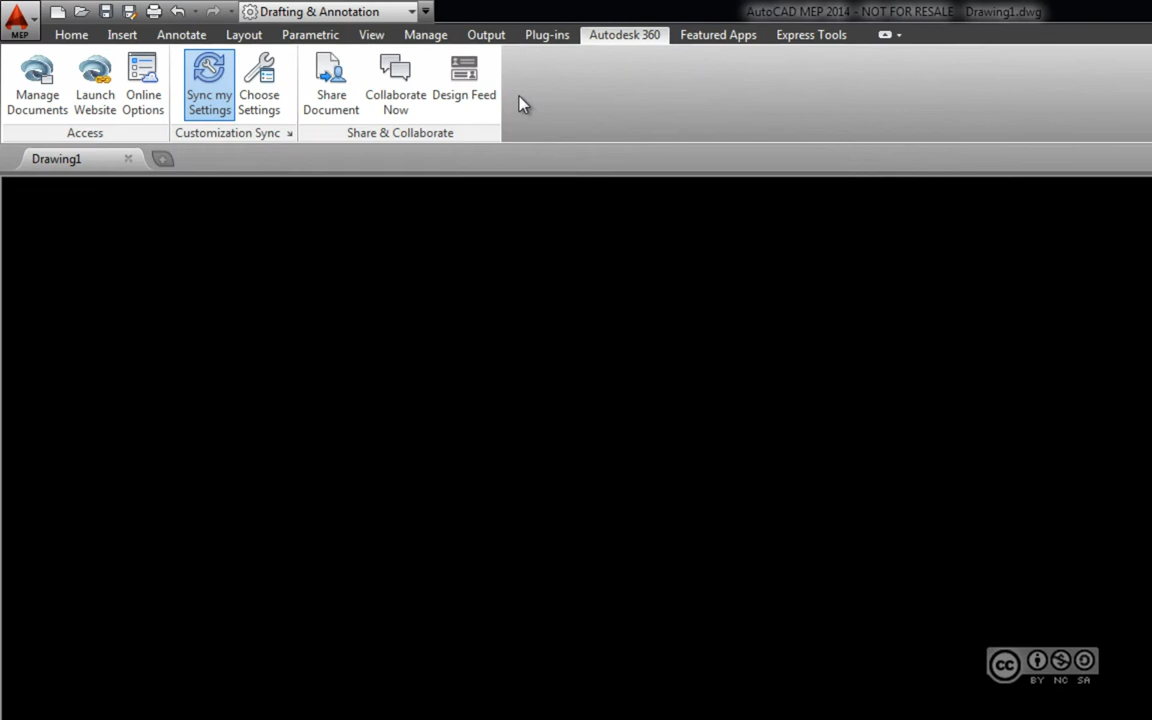 Drafting & Annotation
AutoCAD MEP 2014 - NOT FOR RESALE Drawing1.dwg
MEP
Home Insert Annotate Layout Parametric View Manage Output Plug-ins Autodesk 360 Featured Apps Express Tools
Manage Documents
Launch Website
Online Options
Sync my Settings
Choose Settings
Share Document
Collaborate Now
Design Feed
Access
Customization Sync
Share & Collaborate
Drawing1
cc
BY NC SA